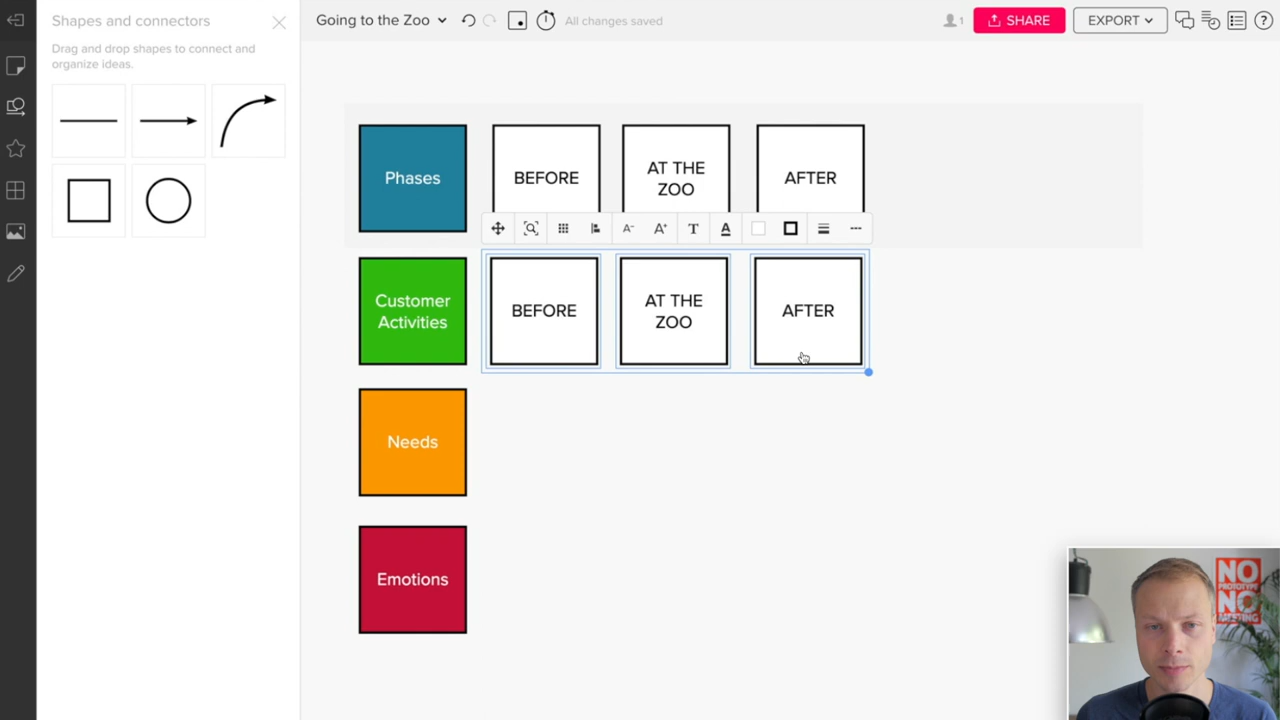 Shapes and connectors
Drag and drop shapes to connect and
organize ideas.
Going to the Zoo
All changes saved
1
SHARE
EXPORT
?
Phases
BEFORE
AT THE
ZOO
AFTER
A-
A+
T
A
Customer
Activities
BEFORE
AT THE
ZOO
AFTER
Needs
Emotions
NO
PROTOTYPE
NO
MEETING